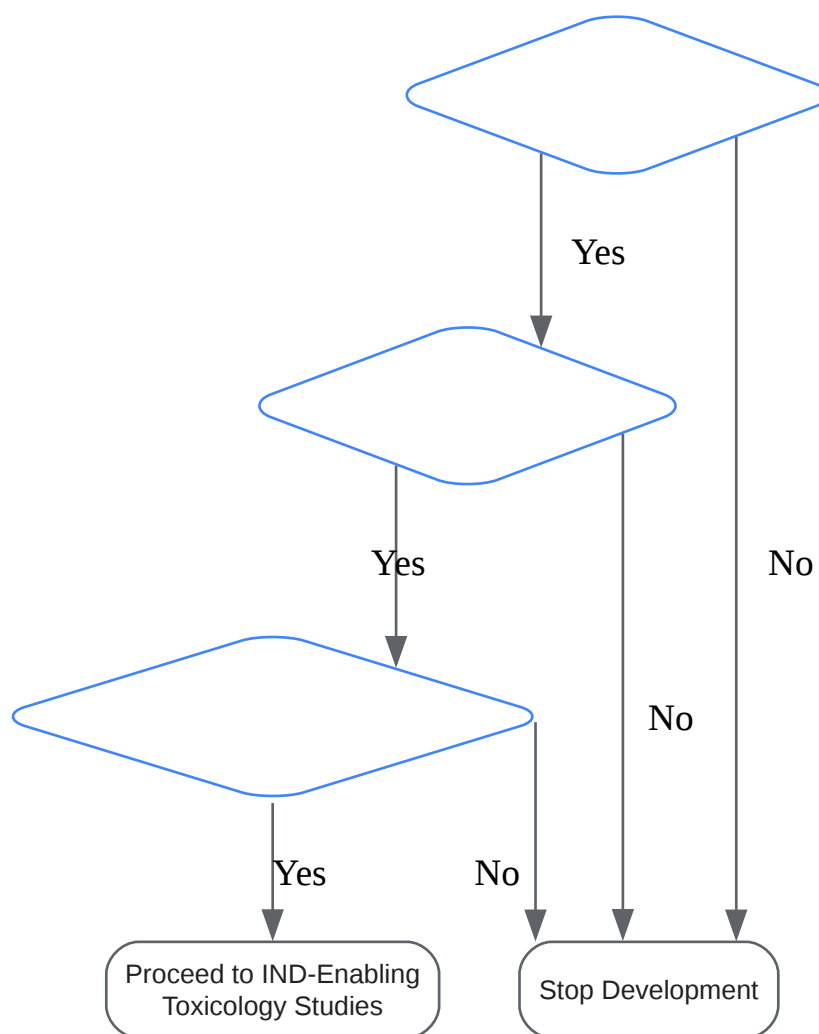 Yes
Yes
No
No
Yes
No
Proceed to IND-Enabling
Toxicology Studies
Stop Development